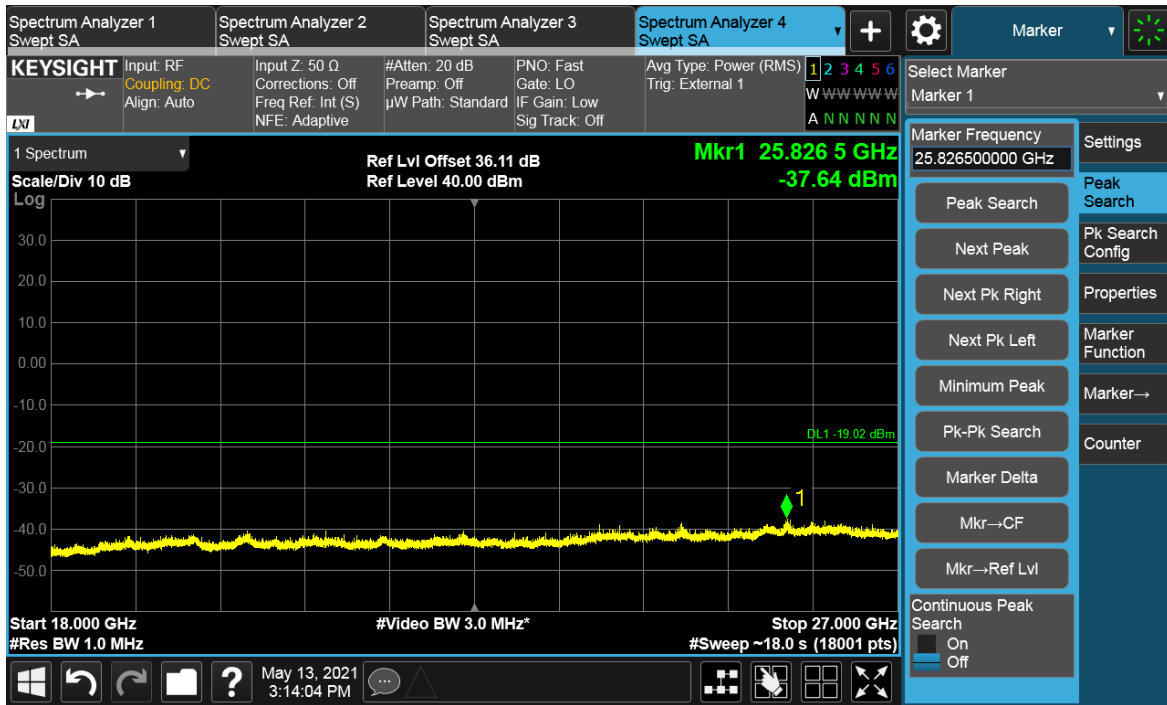 Spectrum Analyzer 1
Swept SA
Spectrum Analyzer 2
Swept SA
Spectrum Analyzer 3
Swept SA
Spectrum Analyzer 4
Swept SA
+
Marker
KEYSIGHT
LXI
Input: RF
Coupling: DC
Align: Auto
Input Z: 50 Ω
Corrections: Off
Freq Ref: Int (S)
NFE: Adaptive
#Atten: 20 dB
Preamp: Off
µW Path: Standard
PNO: Fast
Gate: LO
IF Gain: Low
Sig Track: Off
Avg Type: Power (RMS)
Trig: External 1
1 2 3 4 5 6
W W W W W W
A N N N N N
Select Marker
Marker 1
1 Spectrum
Scale/Div 10 dB
Log
Ref Lvl Offset 36.11 dB
Ref Level 40.00 dBm
Mkr1 25.826 5 GHz
-37.64 dBm
30.0
20.0
10.0
0.00
-10.0
-20.0
-30.0
-40.0
-50.0
DL1 -19.02 dBm
1
Start 18.000 GHz
#Res BW 1.0 MHz
#Video BW 3.0 MHz*
Stop 27.000 GHz
#Sweep ~18.0 s (18001 pts)
Marker Frequency
25.826500000 GHz
Peak Search
Next Peak
Next Pk Right
Next Pk Left
Minimum Peak
Pk-Pk Search
Marker Delta
Mkr→CF
Mkr→Ref Lvl
Continuous Peak
Search
On
Off
Settings
Peak
Search
Pk Search
Config
Properties
Marker
Function
Marker→
Counter
?
May 13, 2021
3:14:04 PM